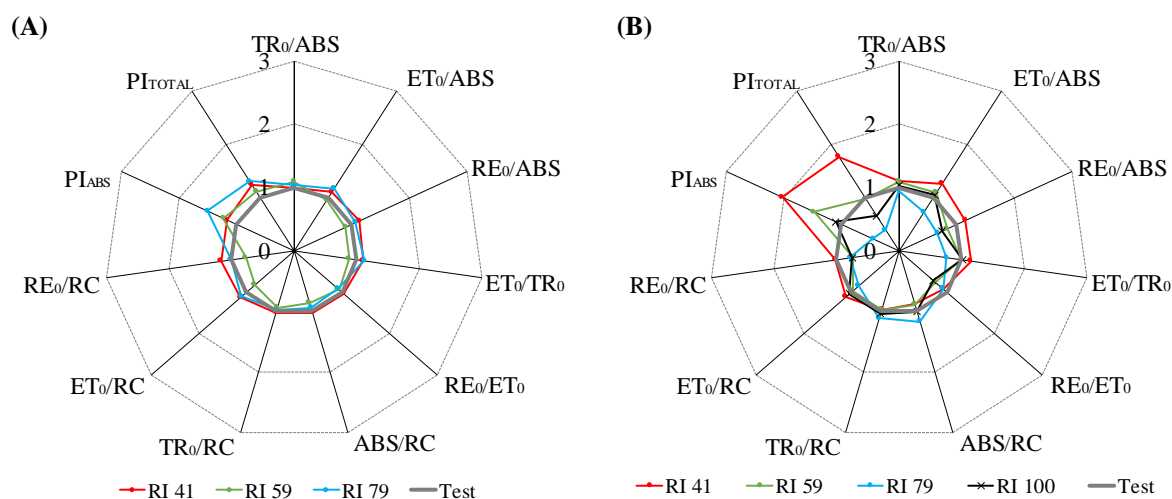 (A)
TR₀/ABS
ET₀/ABS
RE₀/ABS
ET₀/TR₀
RE₀/ET₀
ABS/RC
TR₀/RC
ET₀/RC
RE₀/RC
PIABS
PITOTAL
3
2
1
0
RI 41 RI 59 RI 79 Test
(B)
TR₀/ABS
ET₀/ABS
RE₀/ABS
ET₀/TR₀
RE₀/ET₀
ABS/RC
TR₀/RC
ET₀/RC
RE₀/RC
PIABS
PITOTAL
3
2
1
0
RI 41 RI 59 RI 79 RI 100 Test